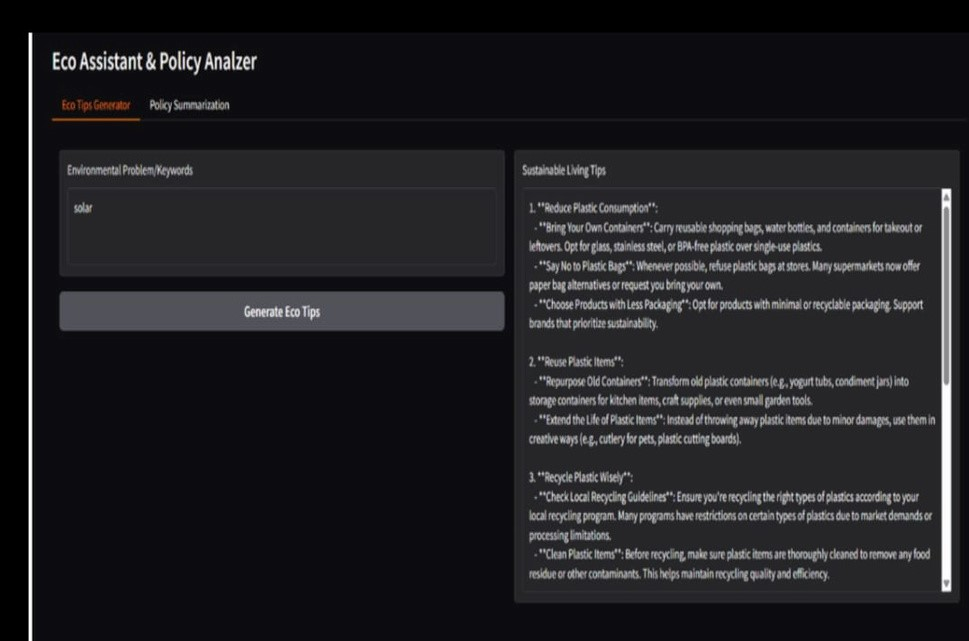 Eco Assistant & Policy Analzer
Eco Tips Generator
Policy Summarization
Environmental Problem/Keywords
solar
Generate Eco Tips
Sustainable Living Tips
1. **Reduce Plastic Consumption**:
- **Bring Your Own Containers**: Carry reusable shopping bags, water bottles, and containers for takeout or
leftovers. Opt for glass, stainless steel, or BPA-free plastic over single-use plastics.
- **Say No to Plastic Bags**: Whenever possible, refuse plastic bags at stores. Many supermarkets now offer
paper bag alternatives or request you bring your own.
- **Choose Products with Less Packaging**: Opt for products with minimal or recyclable packaging. Support
brands that prioritize sustainability.
2. **Reuse Plastic Items**:
- **Repurpose Old Containers**: Transform old plastic containers (e.g., yogurt tubs, condiment jars) into
storage containers for kitchen items, craft supplies, or even small garden tools.
- **Extend the Life of Plastic Items**: Instead of throwing away plastic items due to minor damages, use them in
creative ways (e.g., cutlery for pets, plastic cutting boards).
3. **Recycle Plastic Wisely**:
- **Check Local Recycling Guidelines**: Ensure you're recycling the right types of plastics according to your
local recycling program. Many programs have restrictions on certain types of plastics due to market demands or
processing limitations.
- **Clean Plastic Items**: Before recycling, make sure plastic items are thoroughly cleaned to remove any food
residue or other contaminants. This helps maintain recycling quality and efficiency.